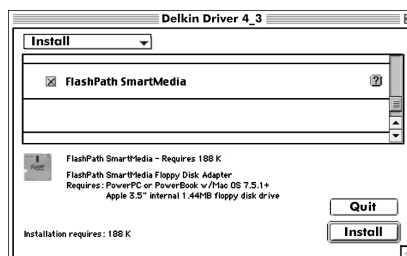 Delkin Driver 4_3
Install
FlashPath SmartMedia
?
FlashPath SmartMedia – Requires 188 K
FlashPath SmartMedia Floppy Disk Adapter
Requires: PowerPC or PowerBook w/Mac OS 7.5.1+
Apple 3.5" internal 1.44MB floppy disk drive
Quit
Installation requires: 188 K
Install